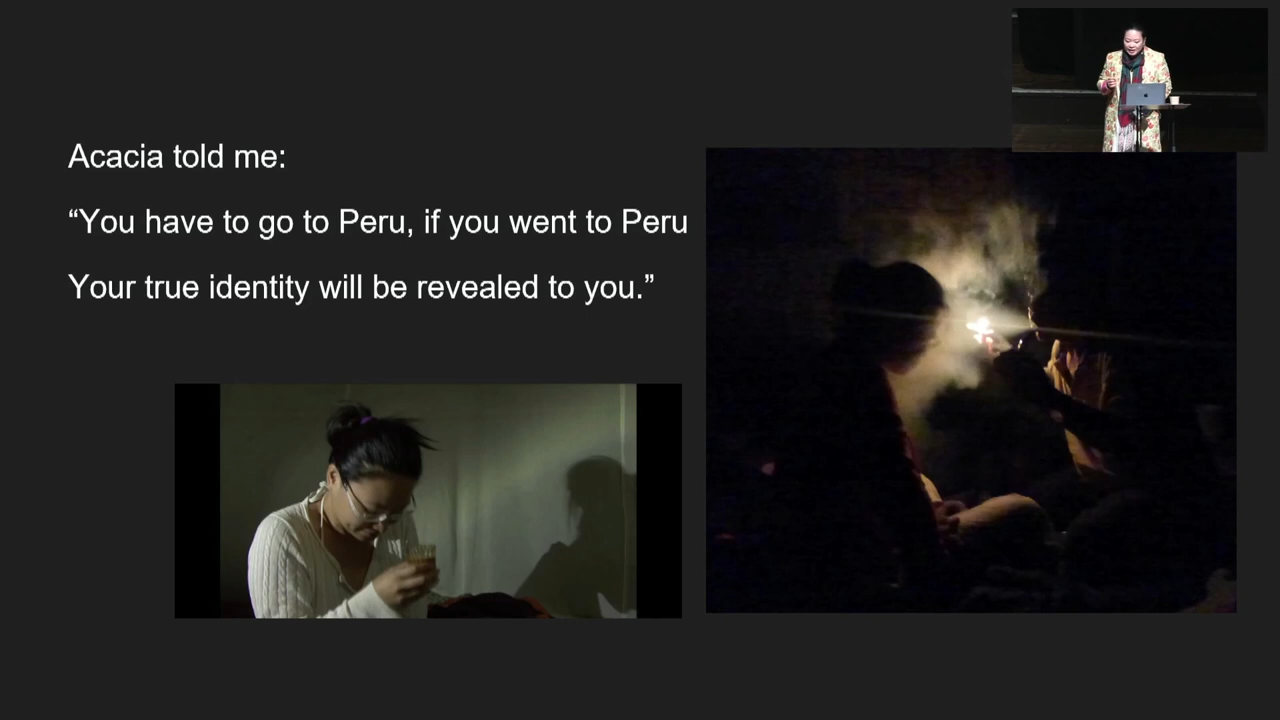 Acacia told me:
“You have to go to Peru, if you went to Peru
Your true identity will be revealed to you.”